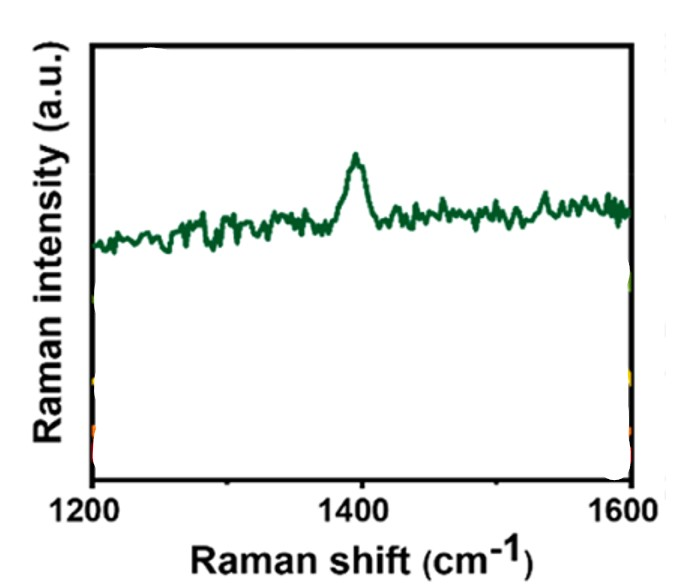 Raman intensity (a.u.)
1200 1400 1600
Raman shift (cm-1)